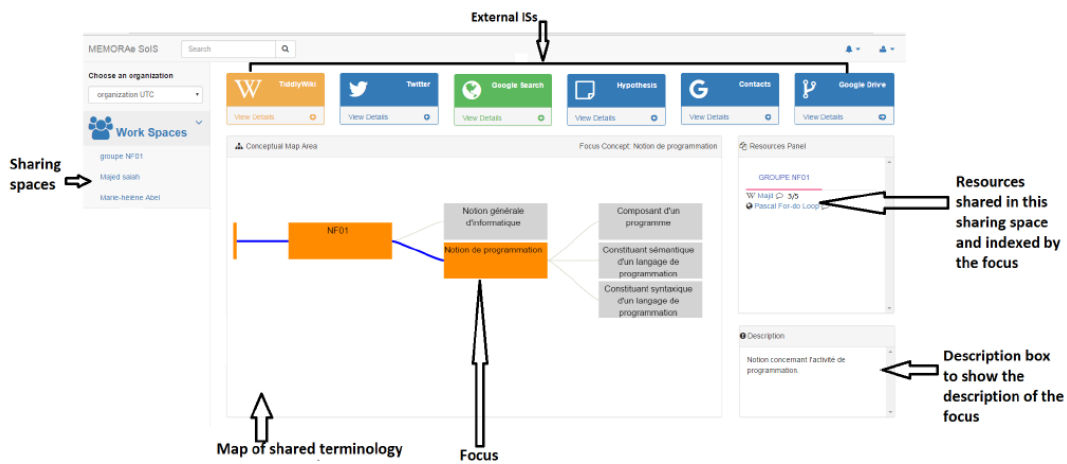 External ISs
MEMORAe SoIS
Search
Choose an organization
organization UTC
Work Spaces
groupe NF01
Majed salah
Marie-hélène Abel
Sharing
spaces
TiddlyWiki
View Details
Twitter
View Details
Google Search
View Details
Hypothesis
View Details
Contacts
View Details
Google Drive
View Details
Conceptual Map Area
Focus Concept: Notion de programmation
NF01
Notion générale
d'informatique
Notion de programmation
Composant d'un
programme
Constituant sémantique
d'un langage de
programmation
Constituant syntaxique
d'un langage de
programmation
Resources Panel
GROUPE NF01
Majd 3/5
Pascal For-do Loop
Resources
shared in this
sharing space
and indexed by
the focus
Description
Notion concernant l'activité de
programmation.
Description box
to show the
description of the
focus
Map of shared terminology
Focus